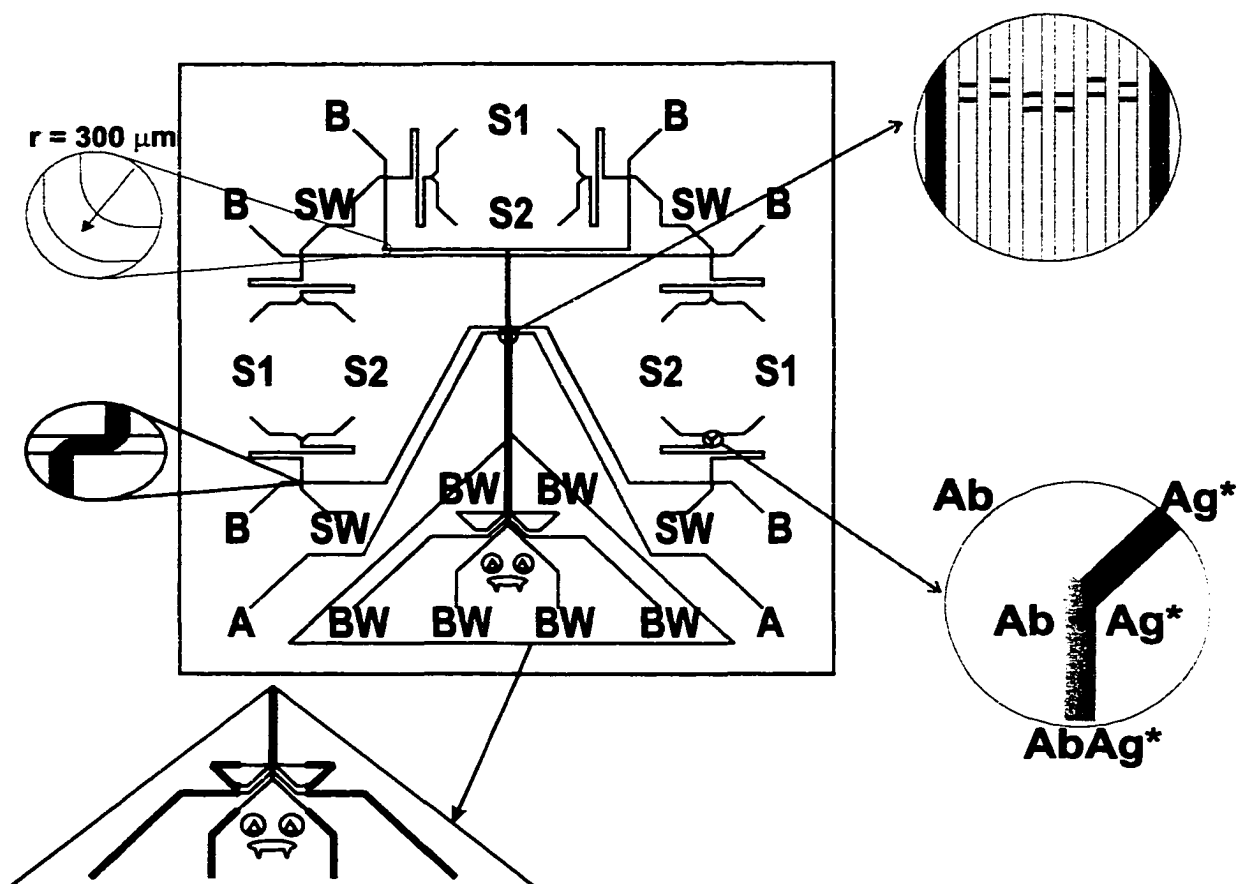 r = 300 μm
B S1 B
B SW S2 SW B
S1 S2 S2 S1
BW BW
B SW SW B
A BW BW BW BW A
Ab Ag*
Ab Ag*
AbAg*